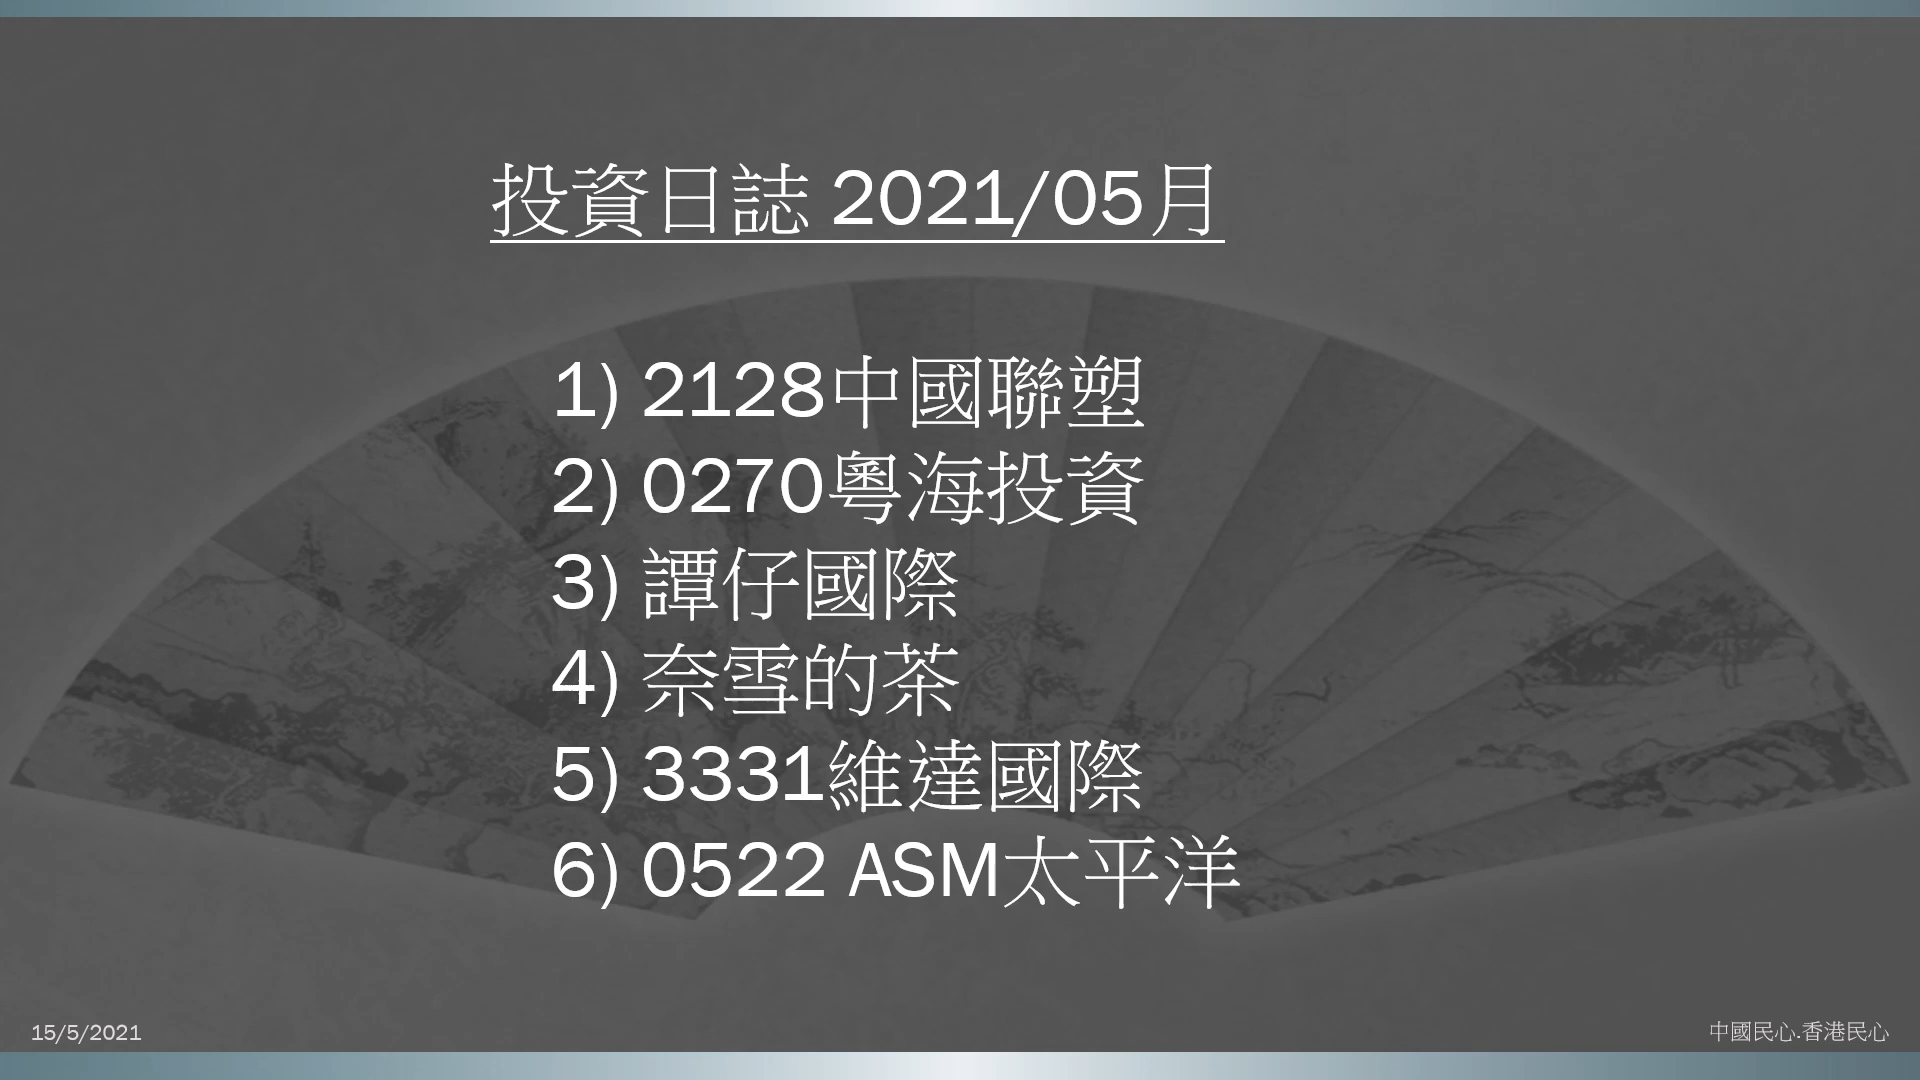 投資日誌 2021/05月
1) 2128中國聯塑
2) 0270粵海投資
3) 譚仔國際
4) 奈雪的茶
5) 3331維達國際
6) 0522 ASM太平洋
15/5/2021
中國民心.香港民心